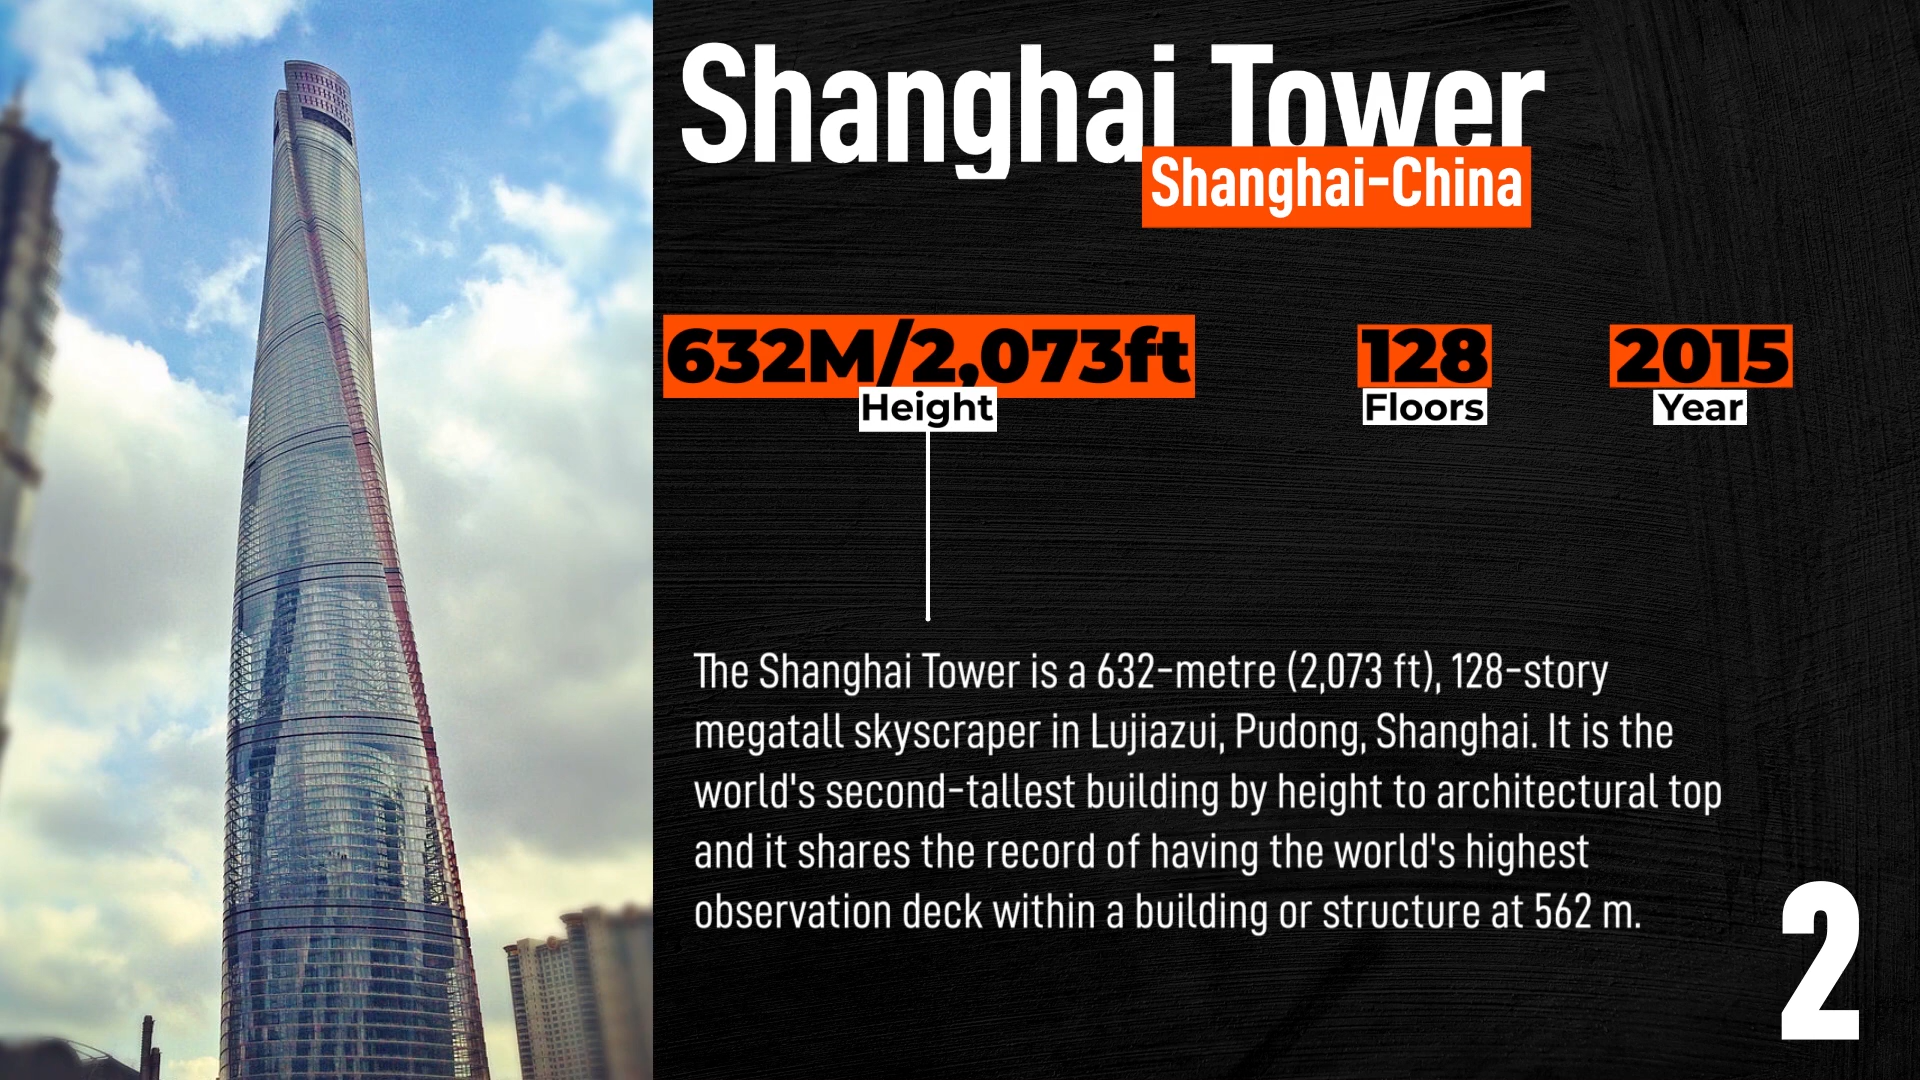 Shanghai Tower
Shanghai-China
632M/2,073ft
Height
128
Floors
2015
Year
The Shanghai Tower is a 632-metre (2,073 ft), 128-story
megatall skyscraper in Lujiazui, Pudong, Shanghai. It is the
world's second-tallest building by height to architectural top
and it shares the record of having the world's highest
observation deck within a building or structure at 562 m.
2